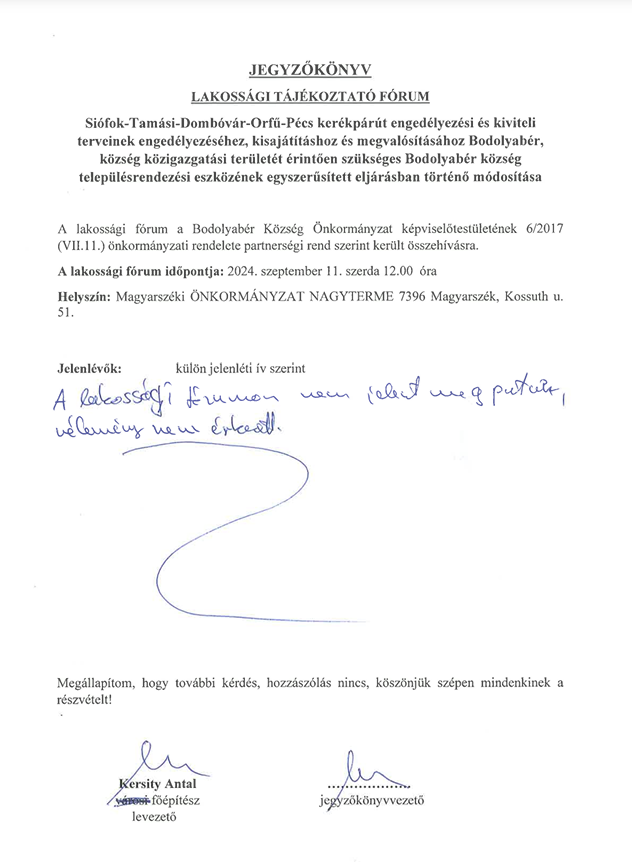 JEGYZŐKÖNYV
LAKOSSÁGI TÁJÉKOZTATÓ FÓRUM
Siófok-Tamási-Dombóvár-Orfű-Pécs kerékpárút engedélyezési és kiviteli
terveinek engedélyezéséhez, kisajátításhoz és megvalósításához Bodolyabér,
község közigazgatási területét érintően szükséges Bodolyabér község
településrendezési eszközének egyszerűsített eljárásban történő módosítása
A lakossági fórum a Bodolyabér Község Önkormányzat képviselőtestületének 6/2017
(VII.11.) önkormányzati rendelete partnerségi rend szerint került összehívásra.
A lakossági fórum időpontja: 2024. szeptember 11. szerda 12.00 óra
Helyszín: Magyarszéki ÖNKORMÁNYZAT NAGYTERME 7396 Magyarszék, Kossuth u.
51.
Jelenlévők: külön jelenléti ív szerint
A lakossági fórumon nem jelent meg
vélemény nem érkezett.
Megállapítom, hogy további kérdés, hozzászólás nincs, köszönjük szépen mindenkinek a
részvételt!
Kersity Antal
városi főépítész
levezető
jegyzőkönyvvezető